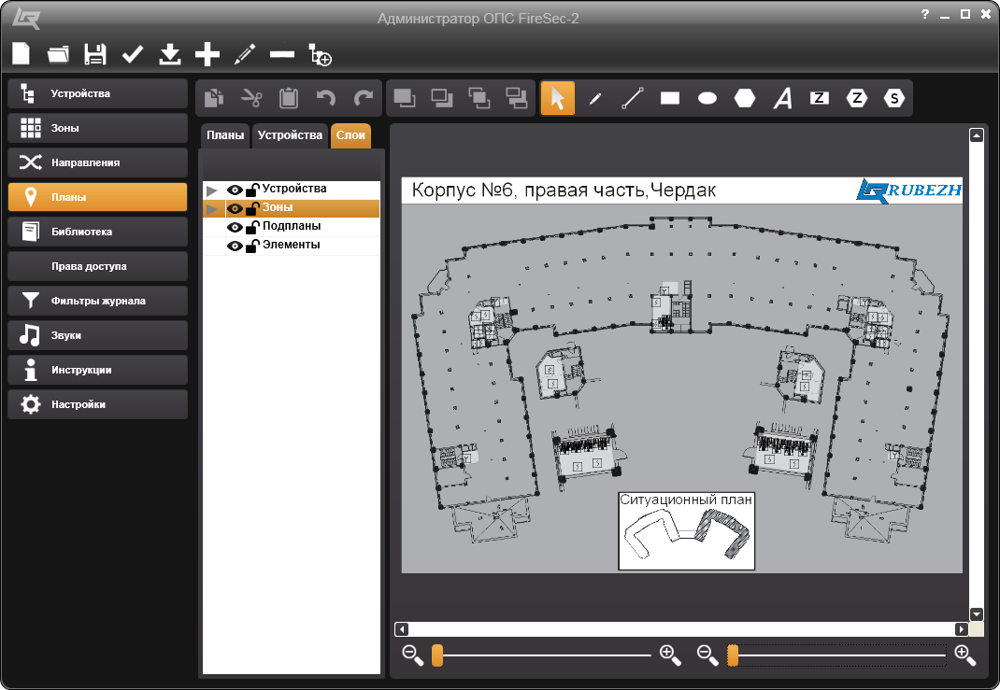 Администратор ОПС FireSec-2
Устройства
Зоны
Направления
Планы
Библиотека
Права доступа
Фильтры журнала
Звуки
Инструкции
Настройки
A Z Z S
Планы Устройства Слои
Устройства
Зоны
Подпланы
Элементы
Корпус №6, правая часть,Чердак
RUBEZH
Ситуационный план